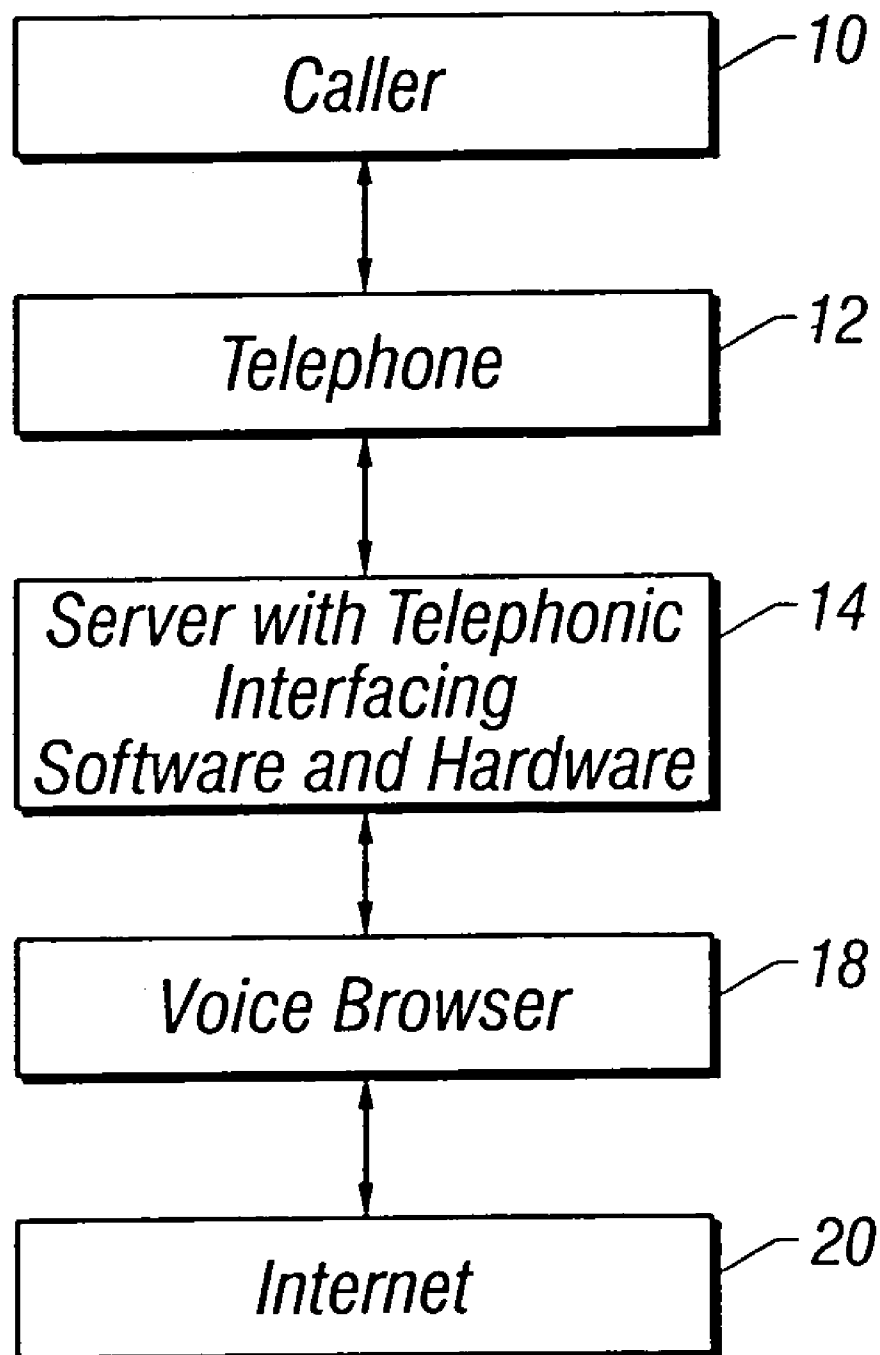 Caller
10
Telephone
12
Server with Telephonic
Interfacing
Software and Hardware
14
Voice Browser
18
Internet
20